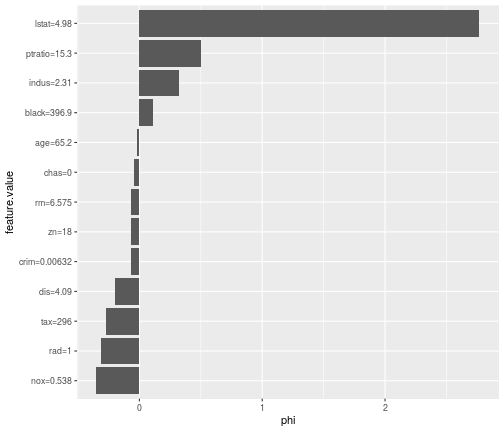 lstat=4.98
ptratio=15.3
indus=2.31
black=396.9
age=65.2
chas=0
rm=6.575
zn=18
crim=0.00632
dis=4.09
tax=296
rad=1
nox=0.538
feature.value
0 1 2
phi